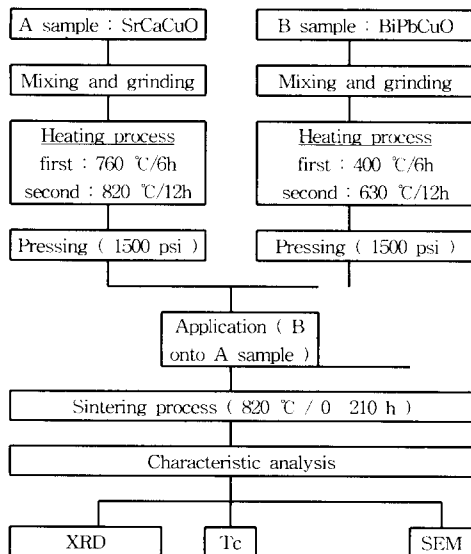 A sample : SrCaCuO
B sample : BiPbCuO
Mixing and grinding
Mixing and grinding
Heating process
first : 760 ℃/6h
second : 820 ℃/12h
Heating process
first : 400 ℃/6h
second : 630 ℃/12h
Pressing ( 1500 psi )
Pressing ( 1500 psi )
Application ( B
onto A sample )
Sintering process ( 820 ℃ / 0 210 h )
Characteristic analysis
XRD
Tc
SEM